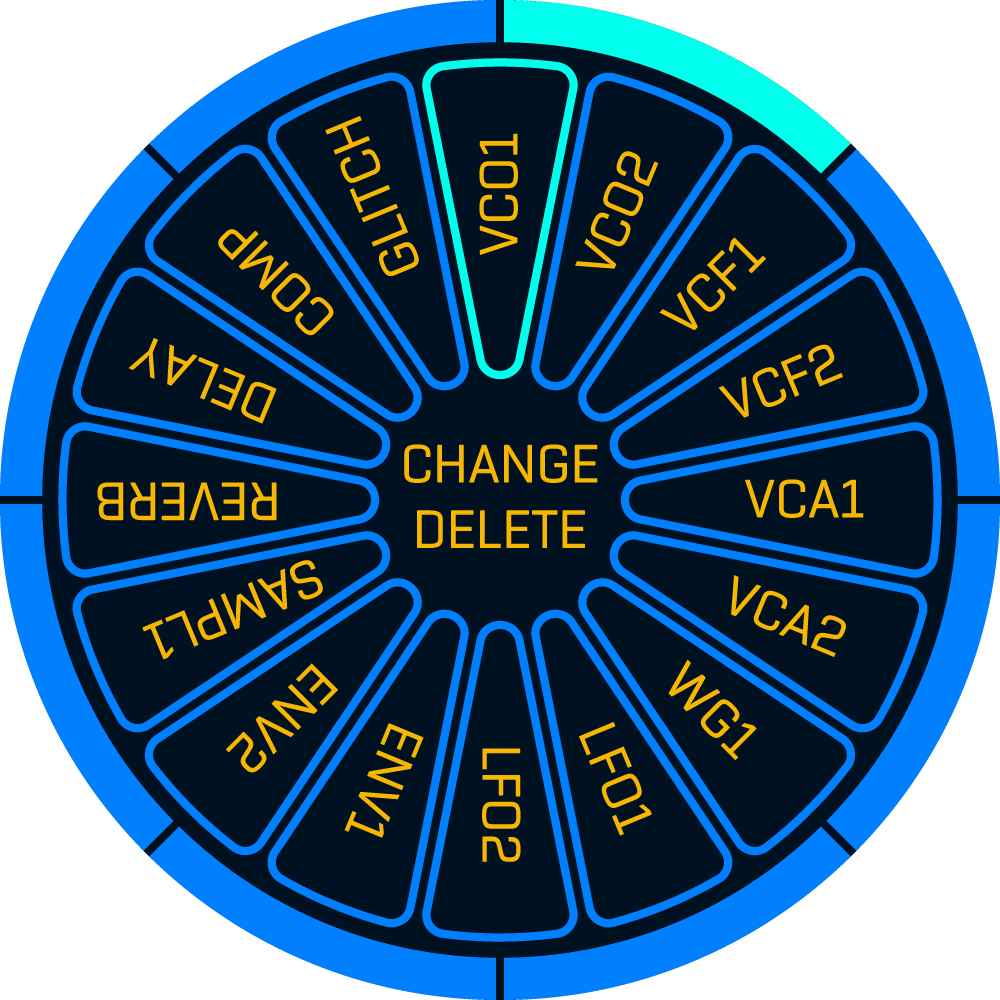 VCO1
VCO2
VCF1
VCF2
VCA1
VCA2
WG1
LFO1
LFO2
ENV1
ENV2
SAMPL1
REVERB
DELAY
COMP
GLITCH
CHANGE
DELETE